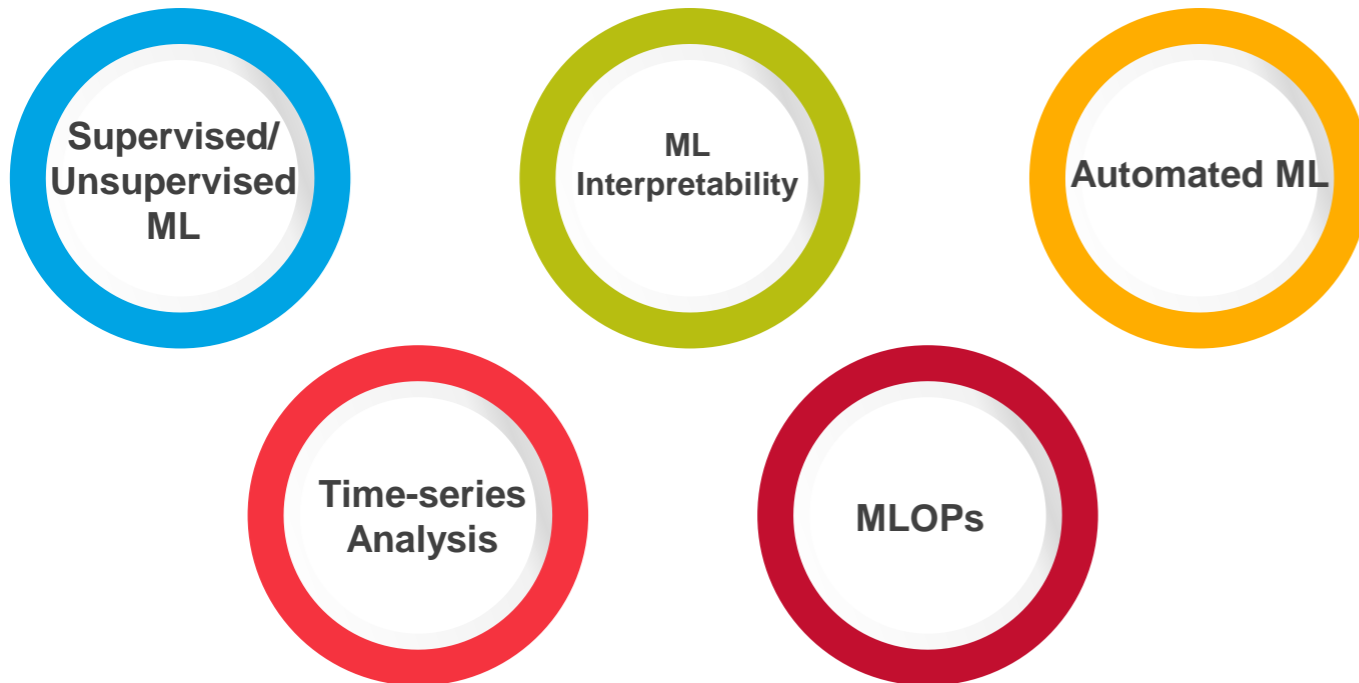 Supervised/
Unsupervised
ML
ML
Interpretability
Automated ML
Time-series
Analysis
MLOPs